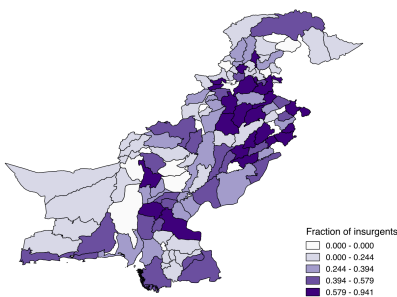 Fraction of insurgents
0.000 - 0.000
0.000 - 0.244
0.244 - 0.394
0.394 - 0.579
0.579 - 0.941